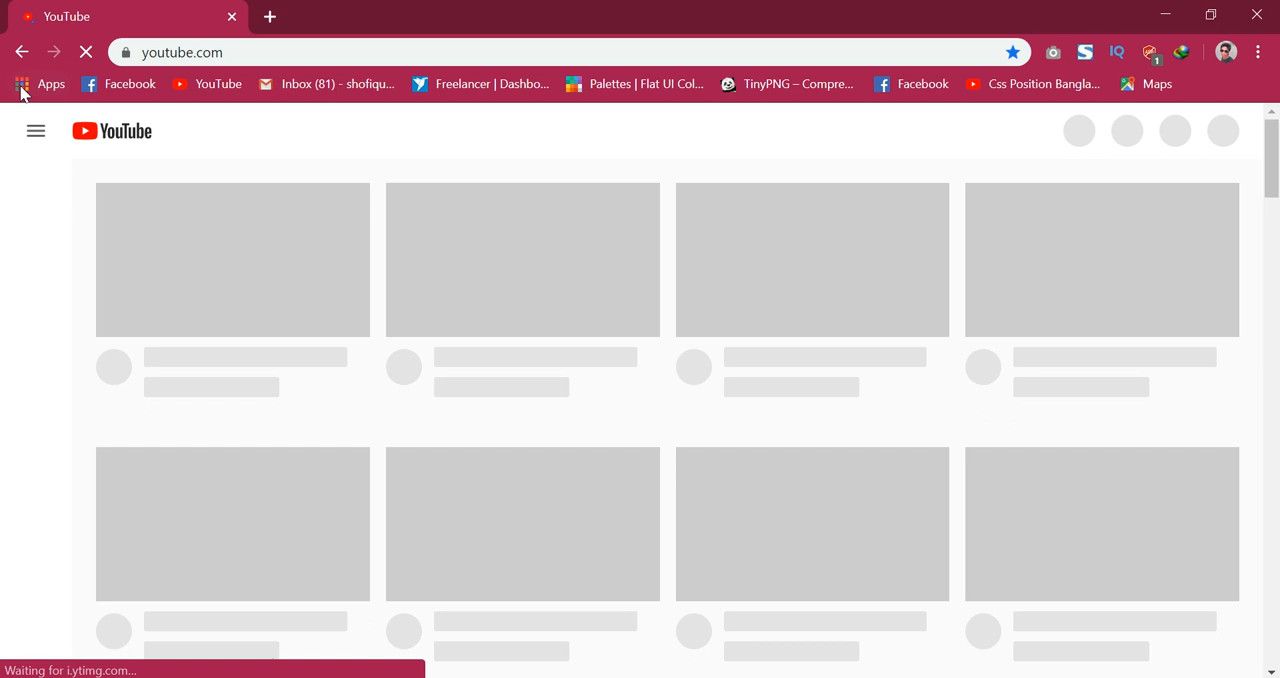 YouTube
youtube.com
1
Apps Facebook YouTube Inbox (81) - shofiqu... Freelancer | Dashbo... Palettes | Flat UI Col... TinyPNG – Compre... Facebook Css Position Bangla... Maps
YouTube
Waiting for i.ytimg.com...